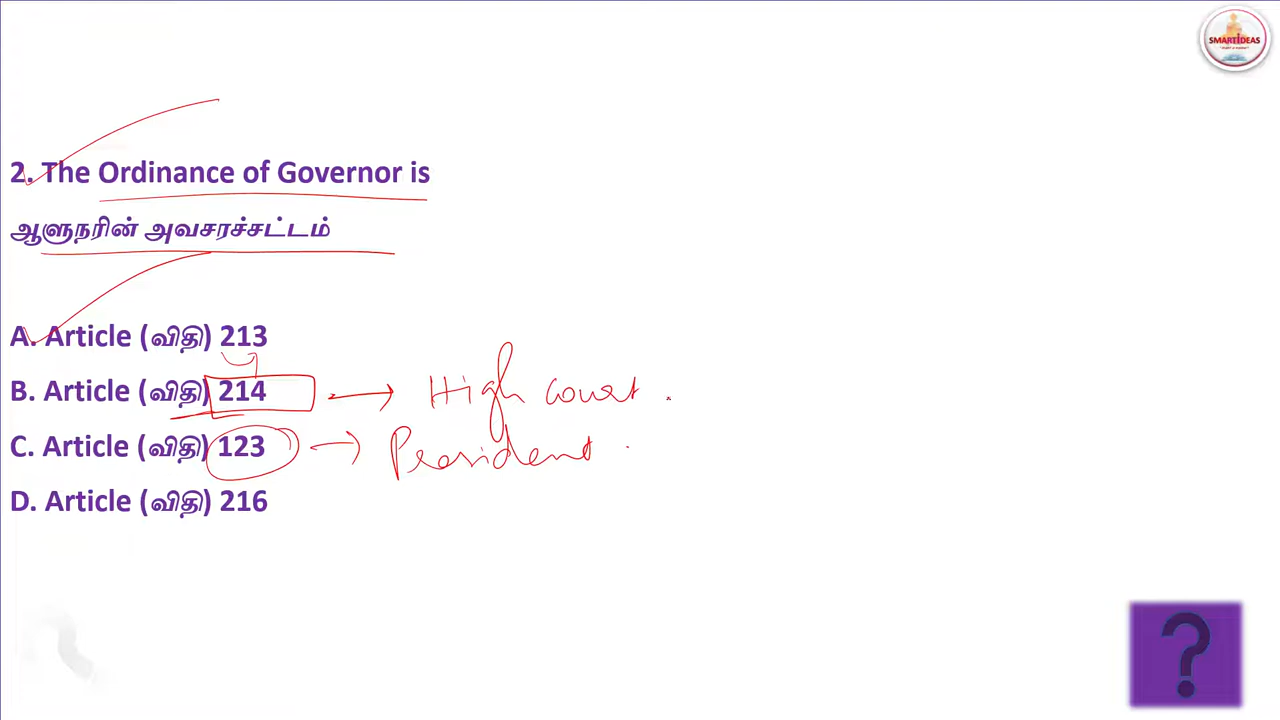 SMARTIDEAS
2. The Ordinance of Governor is
ஆளுநரின் அவசரச்சட்டம்
A. Article (விதி) 213
B. Article (விதி) 214 → High court.
C. Article (விதி) 123 → President.
D. Article (விதி) 216
?